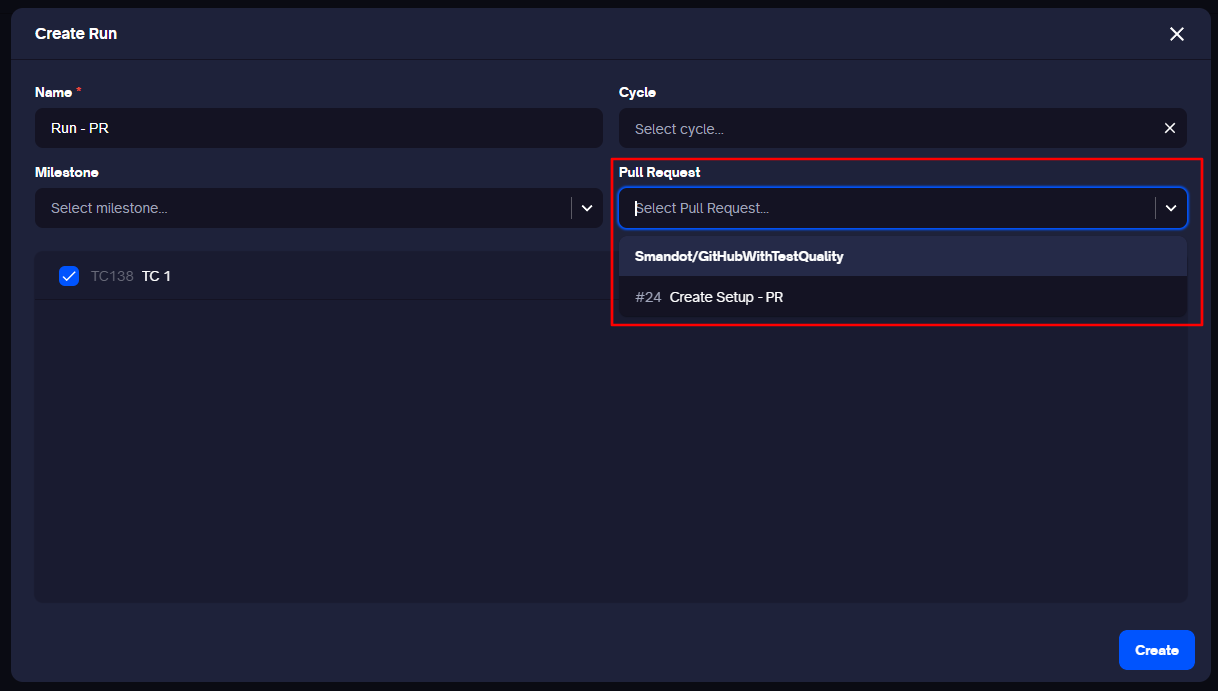 Create Run
Name *
Cycle
Run - PR
Select cycle...
Milestone
Pull Request
Select milestone...
Select Pull Request...
Smandot/GitHubWithTestQuality
TC138 TC 1
#24 Create Setup - PR
Create